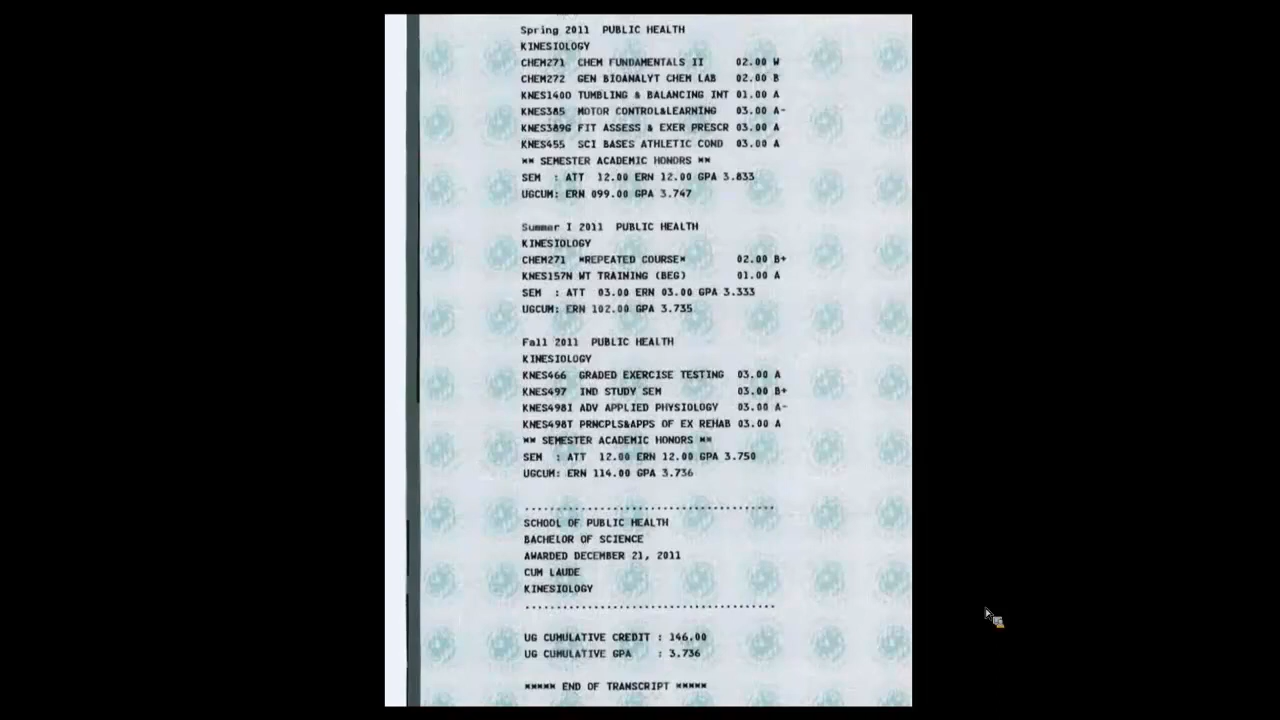 Spring 2011 PUBLIC HEALTH
KINESIOLOGY
CHEM271 CHEM FUNDAMENTALS II 02.00 W
CHEM272 GEN BIOANALYT CHEM LAB 02.00 B
KNES140D TUMBLING & BALANCING INT 01.00 A
KNES385 MOTOR CONTROL&LEARNING 03.00 A-
KNES389G FIT ASSESS & EXER PRESCR 03.00 A
KNES455 SCI BASES ATHLETIC COND 03.00 A
** SEMESTER ACADEMIC HONORS **
SEM : ATT 12.00 ERN 12.00 GPA 3.833
UGCUM: ERN 099.00 GPA 3.747
Summer I 2011 PUBLIC HEALTH
KINESIOLOGY
CHEM271 *REPEATED COURSE* 02.00 B+
KNES157N WT TRAINING (BEG) 01.00 A
SEM : ATT 03.00 ERN 03.00 GPA 3.333
UGCUM: ERN 102.00 GPA 3.735
Fall 2011 PUBLIC HEALTH
KINESIOLOGY
KNES466 GRADED EXERCISE TESTING 03.00 A
KNES497 IND STUDY SEM 03.00 B+
KNES498I ADV APPLIED PHYSIOLOGY 03.00 A-
KNES498T PRNCPLS&APPS OF EX REHAB 03.00 A
** SEMESTER ACADEMIC HONORS **
SEM : ATT 12.00 ERN 12.00 GPA 3.750
UGCUM: ERN 114.00 GPA 3.736
........................................
SCHOOL OF PUBLIC HEALTH
BACHELOR OF SCIENCE
AWARDED DECEMBER 21, 2011
CUM LAUDE
KINESIOLOGY
........................................
UG CUMULATIVE CREDIT : 146.00
UG CUMULATIVE GPA : 3.736
***** END OF TRANSCRIPT *****